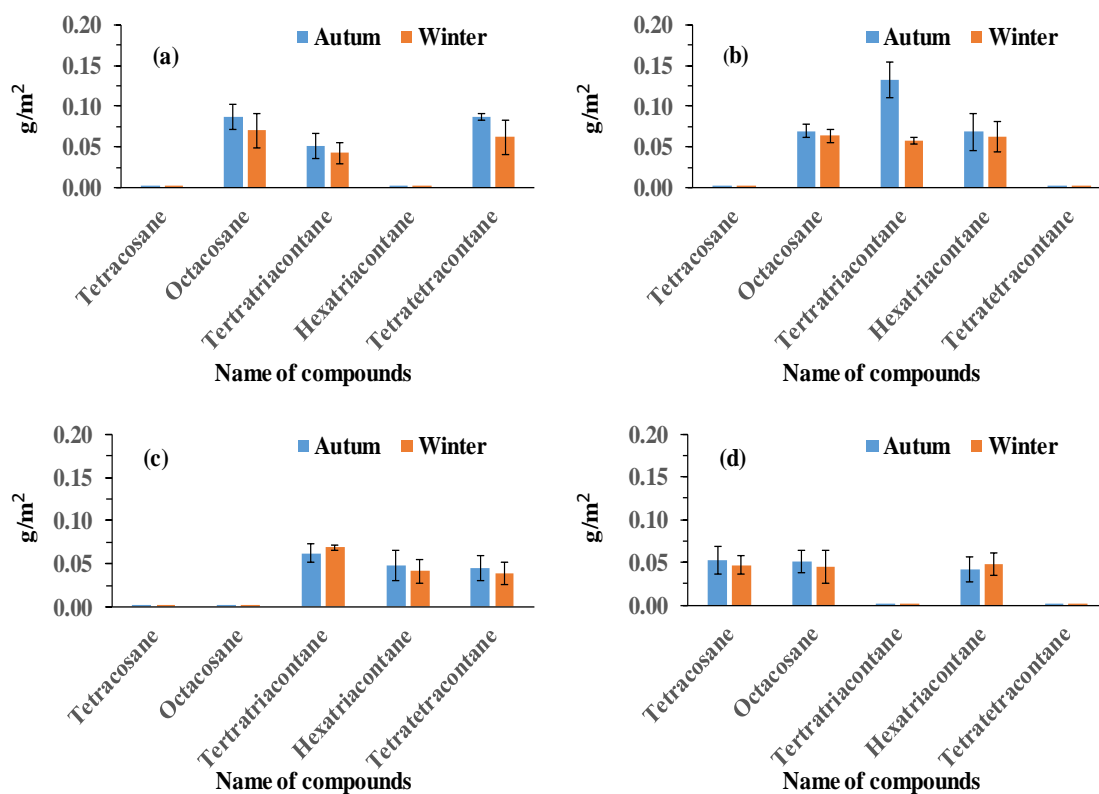 (a)
Autum Winter
g/m²
0.20
0.15
0.10
0.05
0.00
Tetracosane
Octacosane
Tertratriacontane
Hexatriacontane
Tetratetracontane
Name of compounds
(b)
Autum Winter
g/m²
0.20
0.15
0.10
0.05
0.00
Tetracosane
Octacosane
Tertratriacontane
Hexatriacontane
Tetratetracontane
Name of compounds
(c)
Autum Winter
g/m²
0.20
0.15
0.10
0.05
0.00
Tetracosane
Octacosane
Tertratriacontane
Hexatriacontane
Tetratetracontane
Name of compounds
(d)
Autum Winter
g/m²
0.20
0.15
0.10
0.05
0.00
Tetracosane
Octacosane
Tertratriacontane
Hexatriacontane
Tetratetracontane
Name of compounds